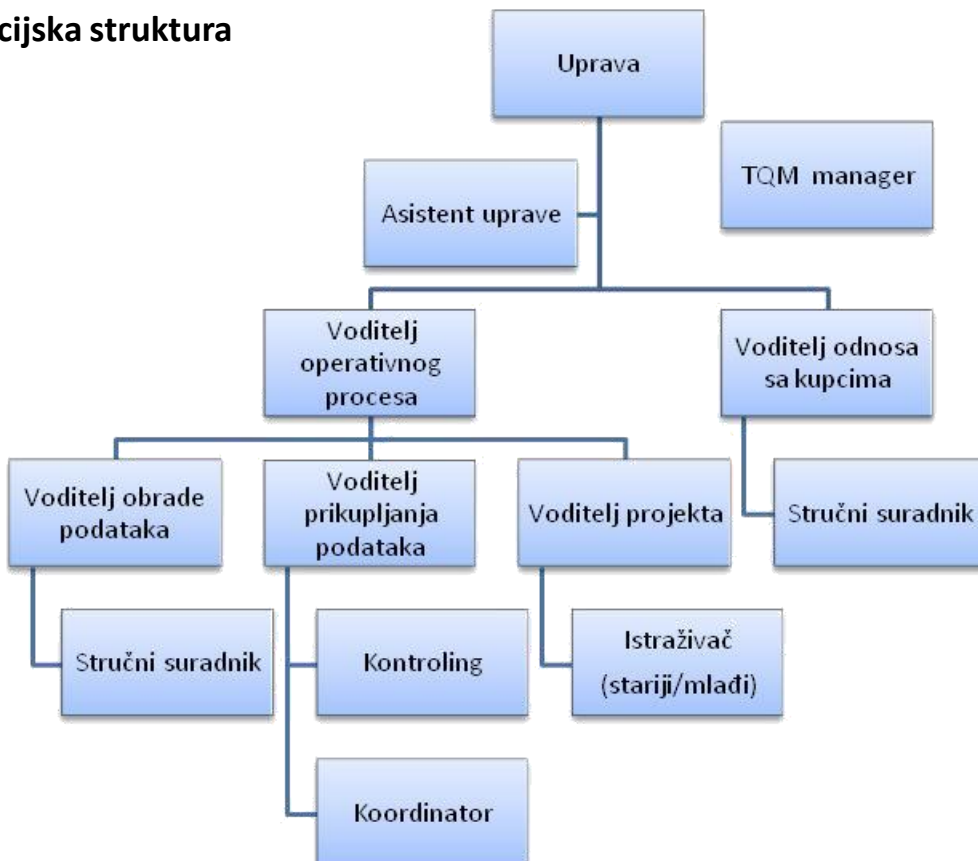 cijska struktura
Uprava
TQM manager
Asistent uprave
Voditelj
operativnog
procesa
Voditelj odnosa
sa kupcima
Voditelj obrade
podataka
Voditelj
prikupljanja
podataka
Voditelj projekta
Stručni suradnik
Stručni suradnik
Kontroling
Istraživač
(stariji/mlađi)
Koordinator